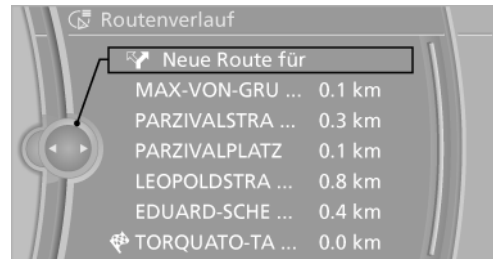 Routenverlauf
Neue Route für
MAX-VON-GRU ... 0.1 km
PARZIVALSTRA ... 0.3 km
PARZIVALPLATZ 0.1 km
LEOPOLDSTRA ... 0.8 km
EDUARD-SCHE ... 0.4 km
TORQUATO-TA ... 0.0 km